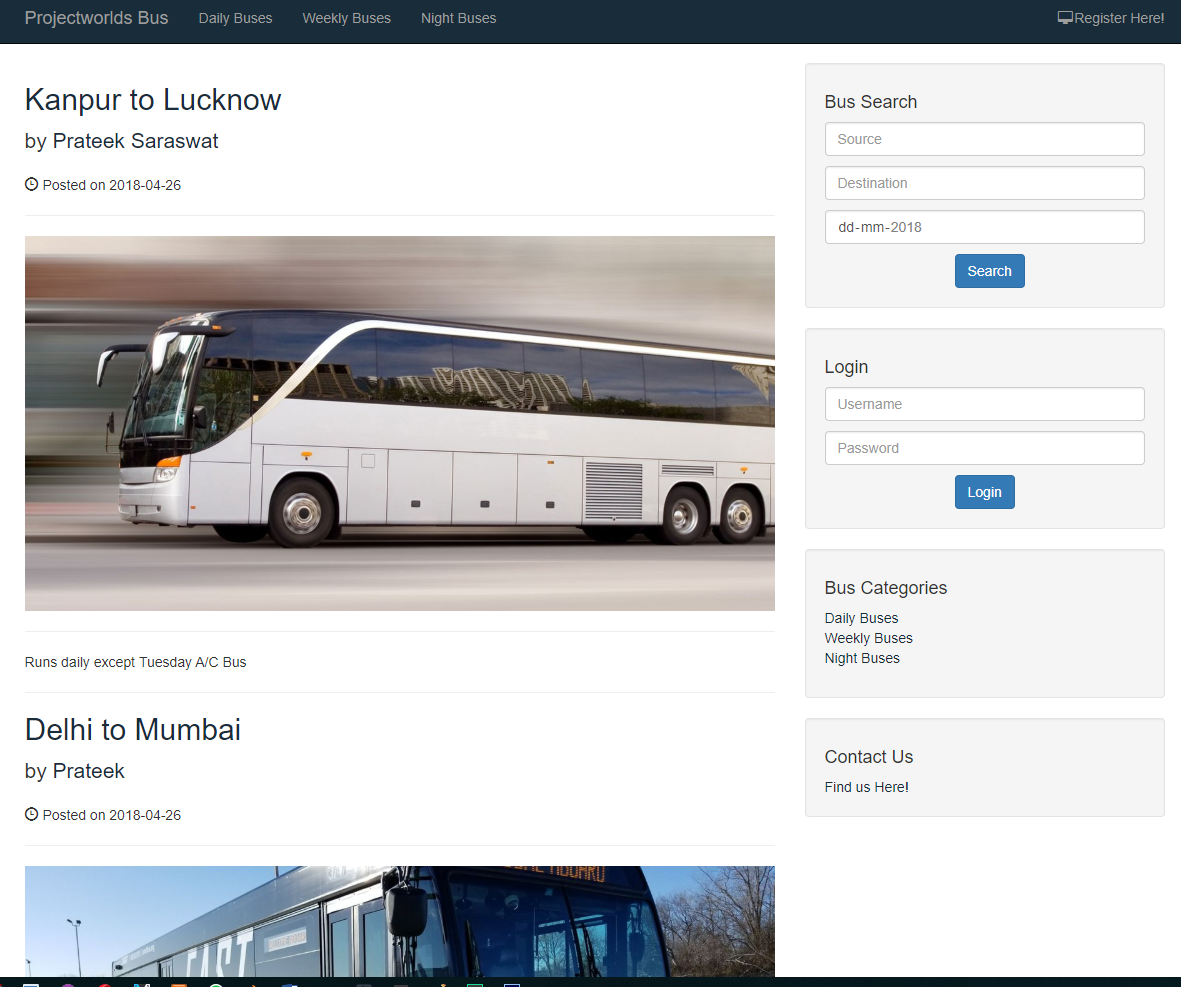 Projectworlds Bus Daily Buses Weekly Buses Night Buses Register Here!
Kanpur to Lucknow
by Prateek Saraswat
Posted on 2018-04-26
Runs daily except Tuesday A/C Bus
Delhi to Mumbai
by Prateek
Posted on 2018-04-26
EAST
Bus Search
Source
Destination
dd-mm-2018
Search
Login
Username
Password
Login
Bus Categories
Daily Buses
Weekly Buses
Night Buses
Contact Us
Find us Here!